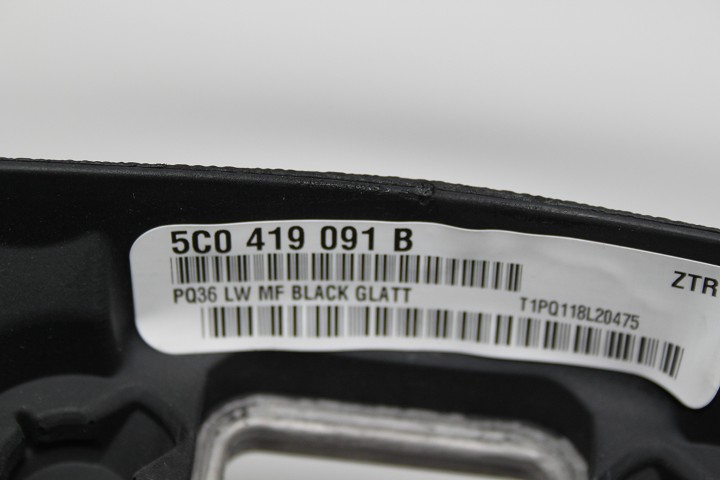 5C0 419 091 B
ZTR
PQ36 LW MF BLACK GLATT
T1PQ118L20475